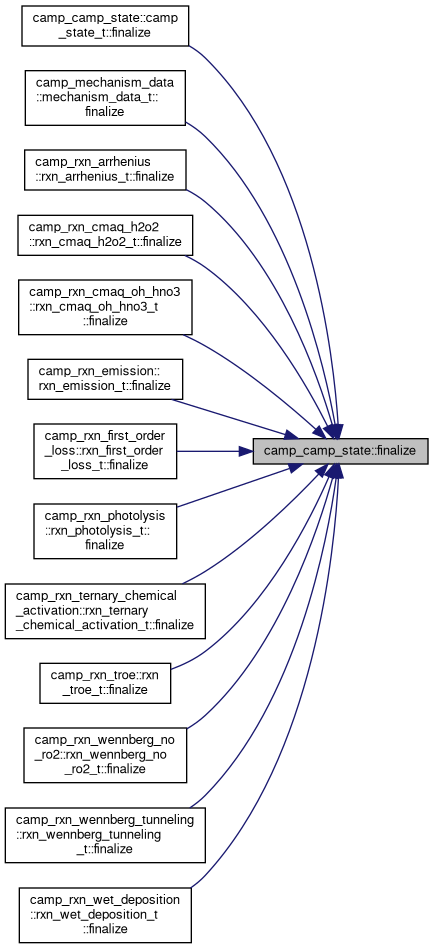 camp_camp_state::camp
_state_t::finalize
camp_mechanism_data
::mechanism_data_t::
finalize
camp_rxn_arrhenius
::rxn_arrhenius_t::finalize
camp_rxn_cmaq_h2o2
::rxn_cmaq_h2o2_t::finalize
camp_rxn_cmaq_oh_hno3
::rxn_cmaq_oh_hno3_t
::finalize
camp_rxn_emission::
rxn_emission_t::finalize
camp_rxn_first_order
_loss::rxn_first_order
_loss_t::finalize
camp_camp_state::finalize
camp_rxn_photolysis
::rxn_photolysis_t::
finalize
camp_rxn_ternary_chemical
_activation::rxn_ternary
_chemical_activation_t::finalize
camp_rxn_troe::rxn
_troe_t::finalize
camp_rxn_wennberg_no
_ro2::rxn_wennberg_no
_ro2_t::finalize
camp_rxn_wennberg_tunneling
::rxn_wennberg_tunneling
_t::finalize
camp_rxn_wet_deposition
::rxn_wet_deposition_t
::finalize